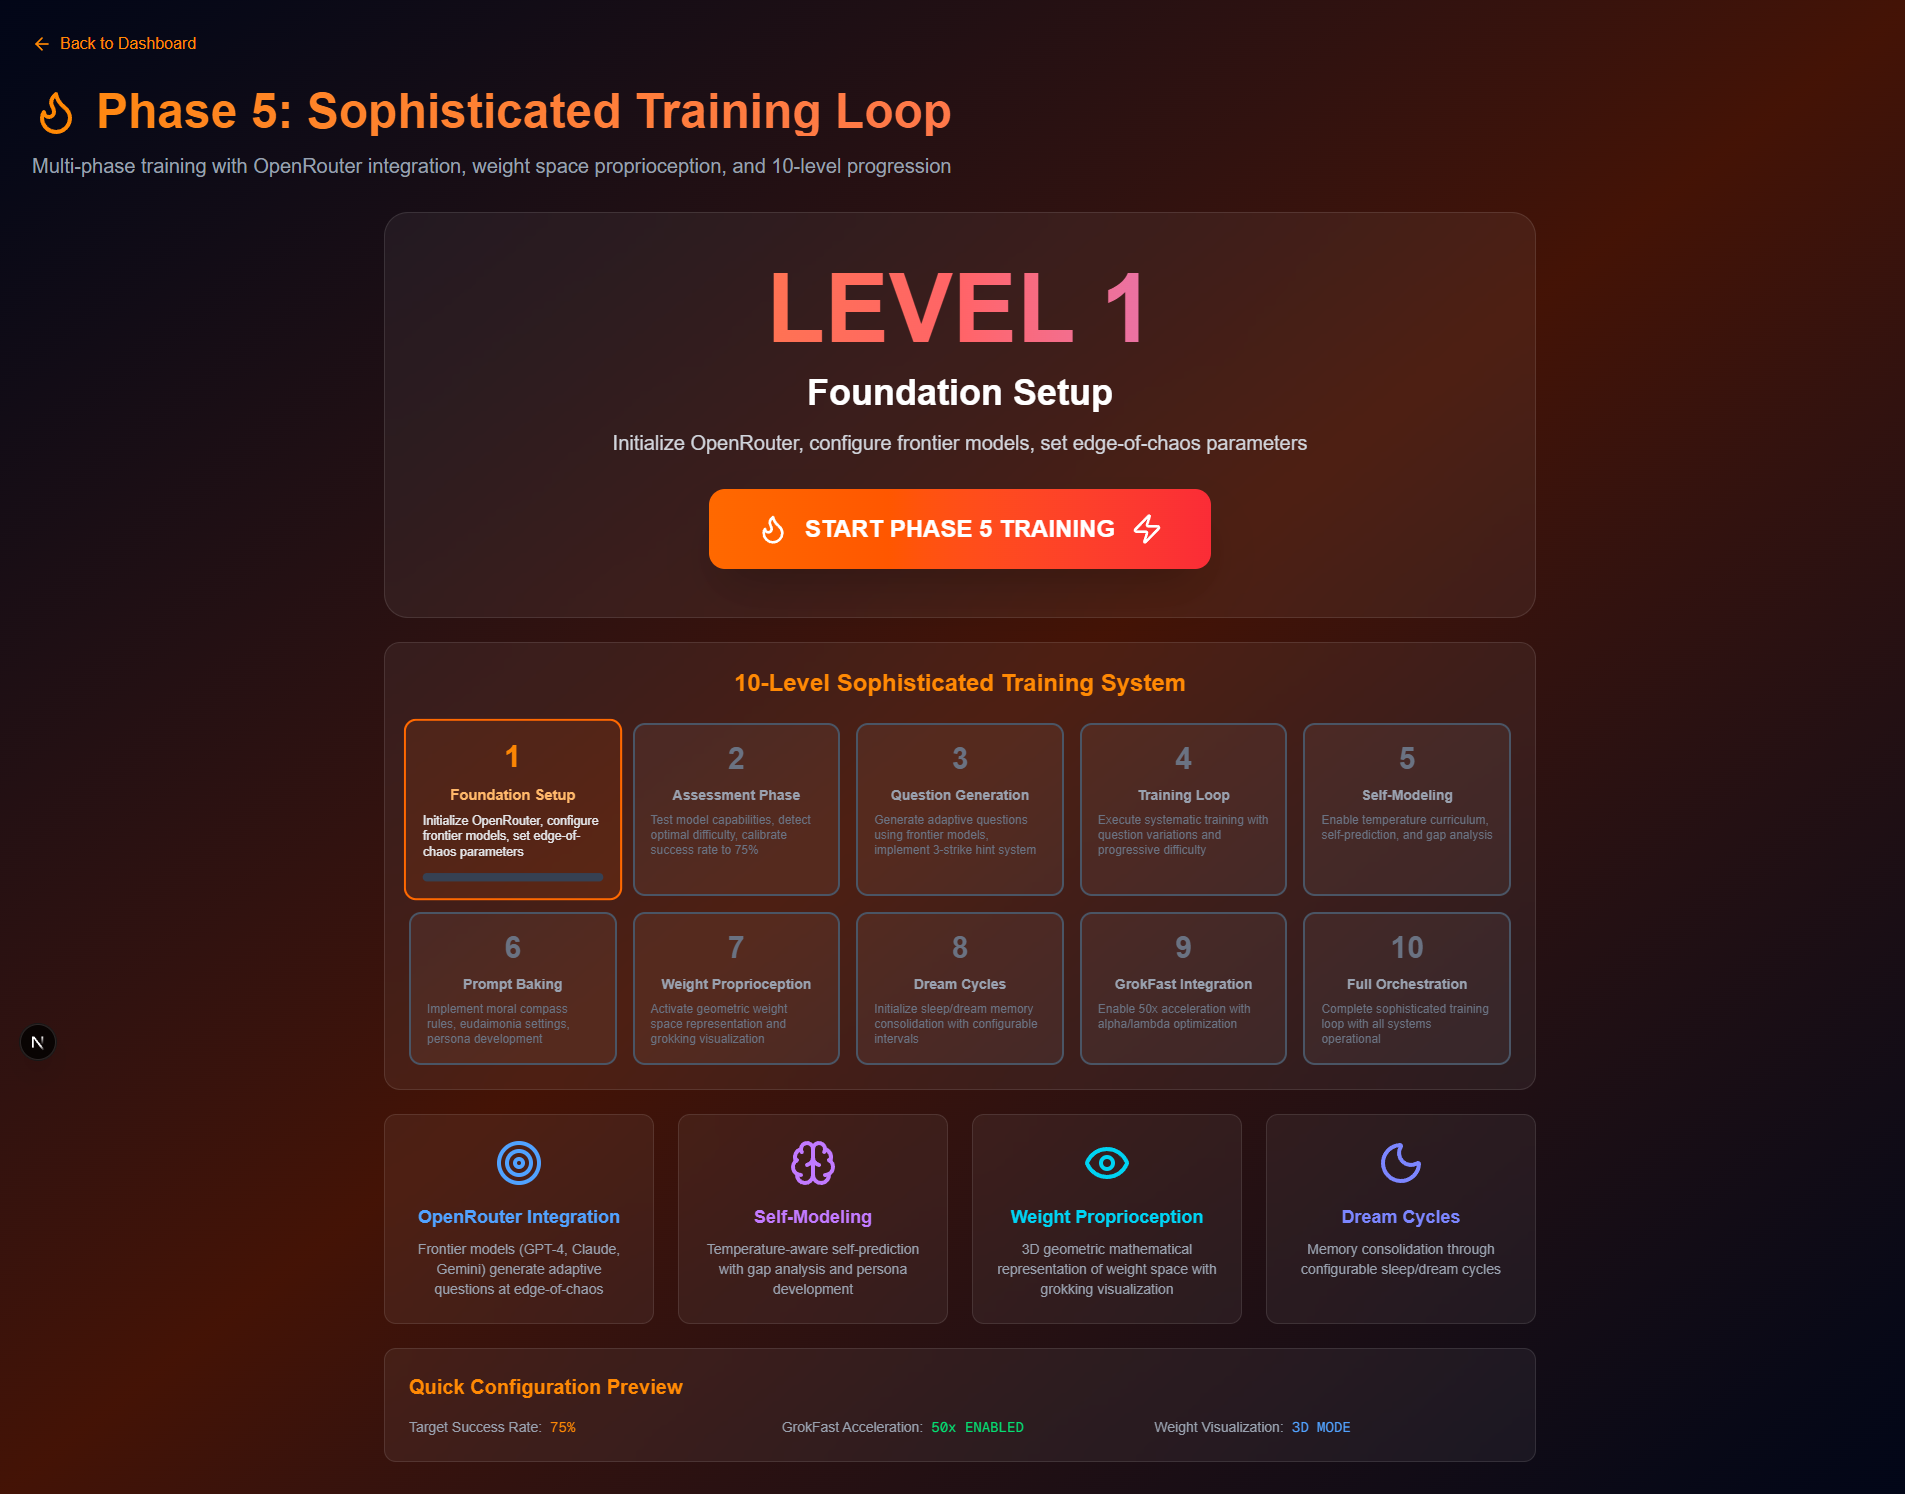 Back to Dashboard
Phase 5: Sophisticated Training Loop
Multi-phase training with OpenRouter integration, weight space proprioception, and 10-level progression
LEVEL 1
Foundation Setup
Initialize OpenRouter, configure frontier models, set edge-of-chaos parameters
START PHASE 5 TRAINING
10-Level Sophisticated Training System
1
Foundation Setup
Initialize OpenRouter, configure
frontier models, set edge-of-
chaos parameters
2
Assessment Phase
Test model capabilities, detect
optimal difficulty, calibrate
success rate to 75%
3
Question Generation
Generate adaptive questions
using frontier models,
implement 3-strike hint system
4
Training Loop
Execute systematic training with
question variations and
progressive difficulty
5
Self-Modeling
Enable temperature curriculum,
self-prediction, and gap analysis
6
Prompt Baking
Implement moral compass
rules, eudaimonia settings,
persona development
7
Weight Proprioception
Activate geometric weight
space representation and
grokking visualization
8
Dream Cycles
Initialize sleep/dream memory
consolidation with configurable
intervals
9
GrokFast Integration
Enable 50x acceleration with
alpha/lambda optimization
10
Full Orchestration
Complete sophisticated training
loop with all systems
operational
N
OpenRouter Integration
Frontier models (GPT-4, Claude,
Gemini) generate adaptive
questions at edge-of-chaos
Self-Modeling
Temperature-aware self-prediction
with gap analysis and persona
development
Weight Proprioception
3D geometric mathematical
representation of weight space with
grokking visualization
Dream Cycles
Memory consolidation through
configurable sleep/dream cycles
Quick Configuration Preview
Target Success Rate: 75%
GrokFast Acceleration: 50x ENABLED
Weight Visualization: 3D MODE